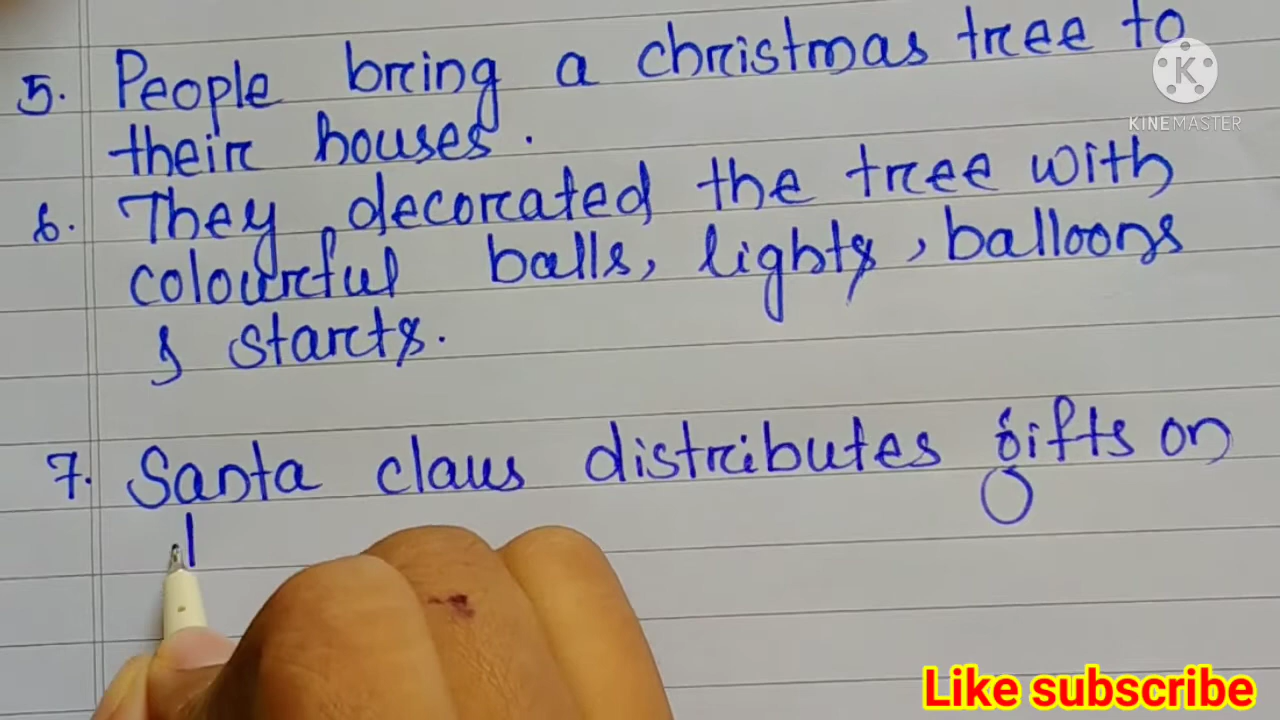 5. People bring a christmas tree to
their houses.
6. They decorated the tree with
colourful balls, lights, balloons
& starts.
7. Santa claus distributes gifts on
K
KINEMASTER
Like subscribe